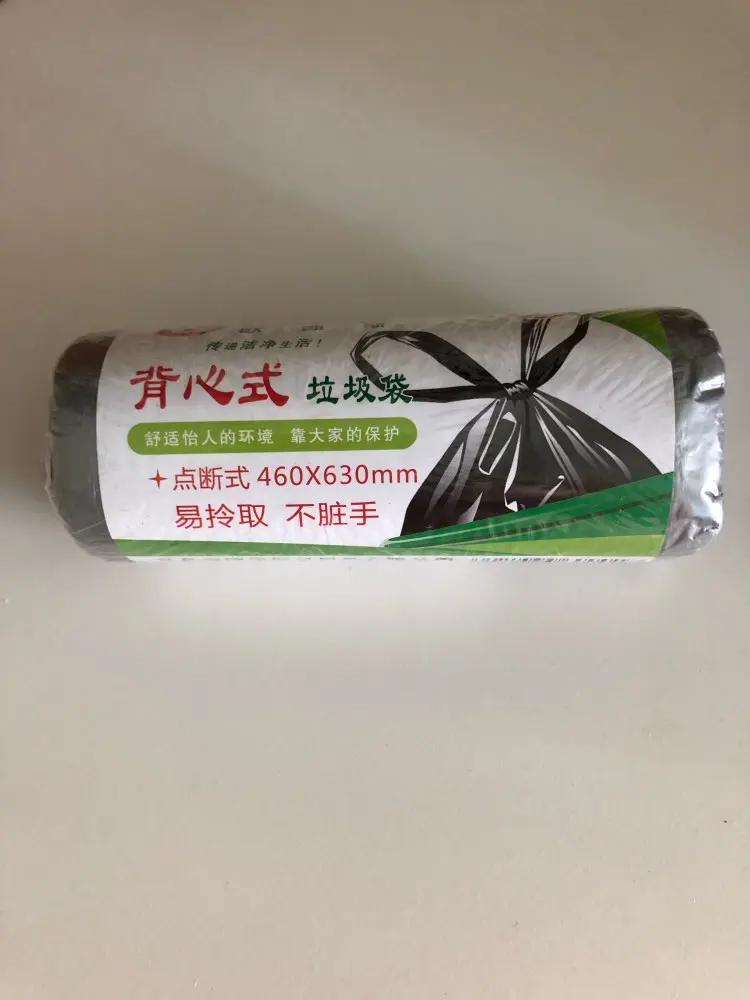 传递洁净生活！
背心式 垃圾袋
舒适怡人的环境 靠大家的保护
点断式 460X630mm
易拎取 不脏手